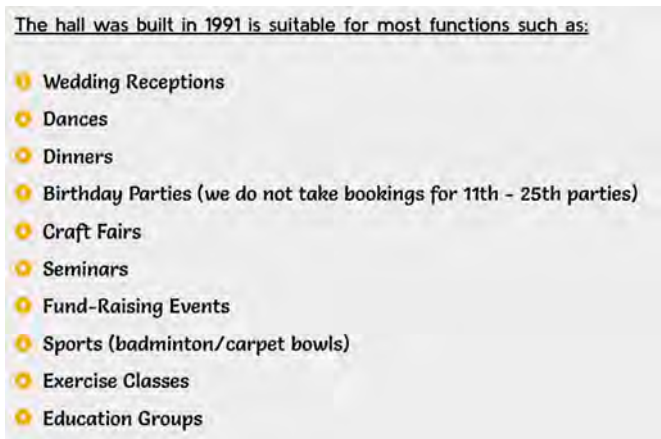 The hall was built in 1991 is suitable for most functions such as:
Wedding Receptions
Dances
Dinners
Birthday Parties (we do not take bookings for 11th - 25th parties)
Craft Fairs
Seminars
Fund-Raising Events
Sports (badminton/carpet bowls)
Exercise Classes
Education Groups